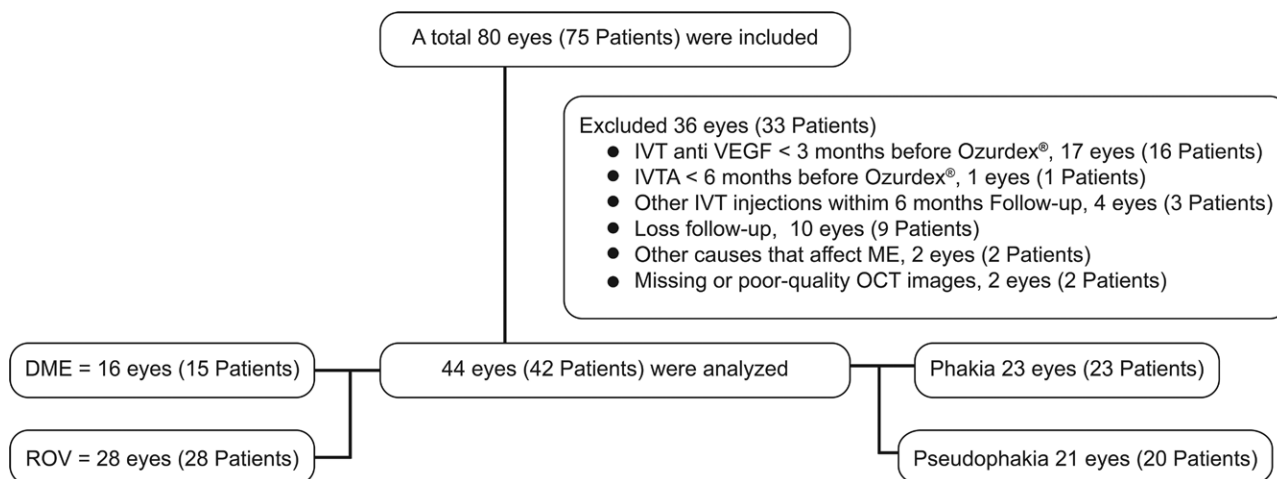 A total 80 eyes (75 Patients) were included
Excluded 36 eyes (33 Patients)
● IVT anti VEGF < 3 months before Ozurdex®, 17 eyes (16 Patients)
● IVTA < 6 months before Ozurdex®, 1 eyes (1 Patients)
● Other IVT injections withim 6 months Follow-up, 4 eyes (3 Patients)
● Loss follow-up, 10 eyes (9 Patients)
● Other causes that affect ME, 2 eyes (2 Patients)
● Missing or poor-quality OCT images, 2 eyes (2 Patients)
DME = 16 eyes (15 Patients)
44 eyes (42 Patients) were analyzed
Phakia 23 eyes (23 Patients)
ROV = 28 eyes (28 Patients)
Pseudophakia 21 eyes (20 Patients)